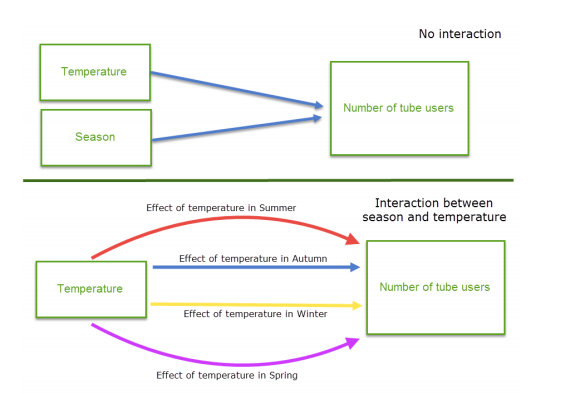 No interaction
Temperature
Number of tube users
Season
Interaction between
season and temperature
Effect of temperature in Summer
Effect of temperature in Autumn
Temperature
Number of tube users
Effect of temperature in Winter
Effect of temperature in Spring